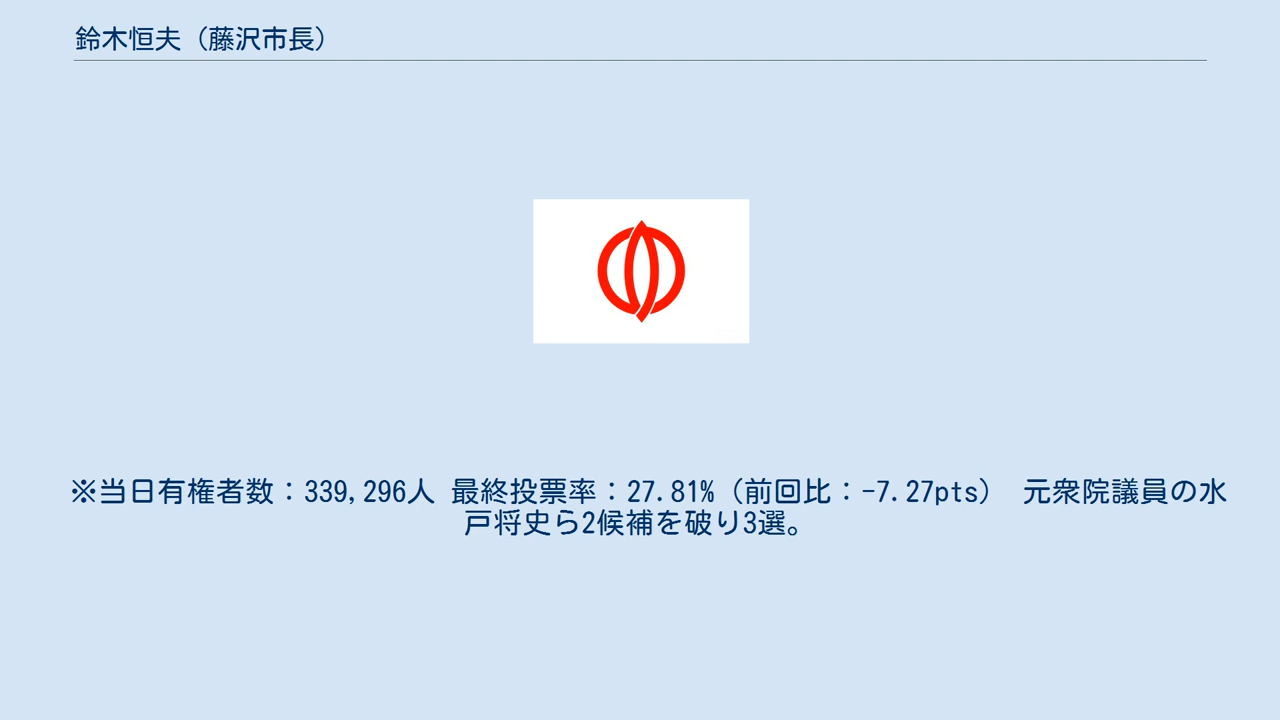 鈴木恒夫（藤沢市長）
※当日有権者数：339,296人 最終投票率：27.81%（前回比：-7.27pts） 元衆院議員の水
戸将史ら2候補を破り3選。